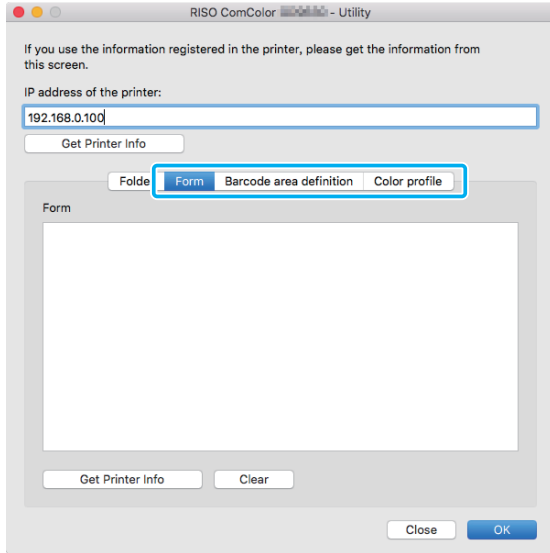 RISO ComColor - Utility
If you use the information registered in the printer, please get the information from
this screen.
IP address of the printer:
192.168.0.100
Get Printer Info
Folde Form Barcode area definition Color profile
Form
Get Printer Info Clear
Close OK